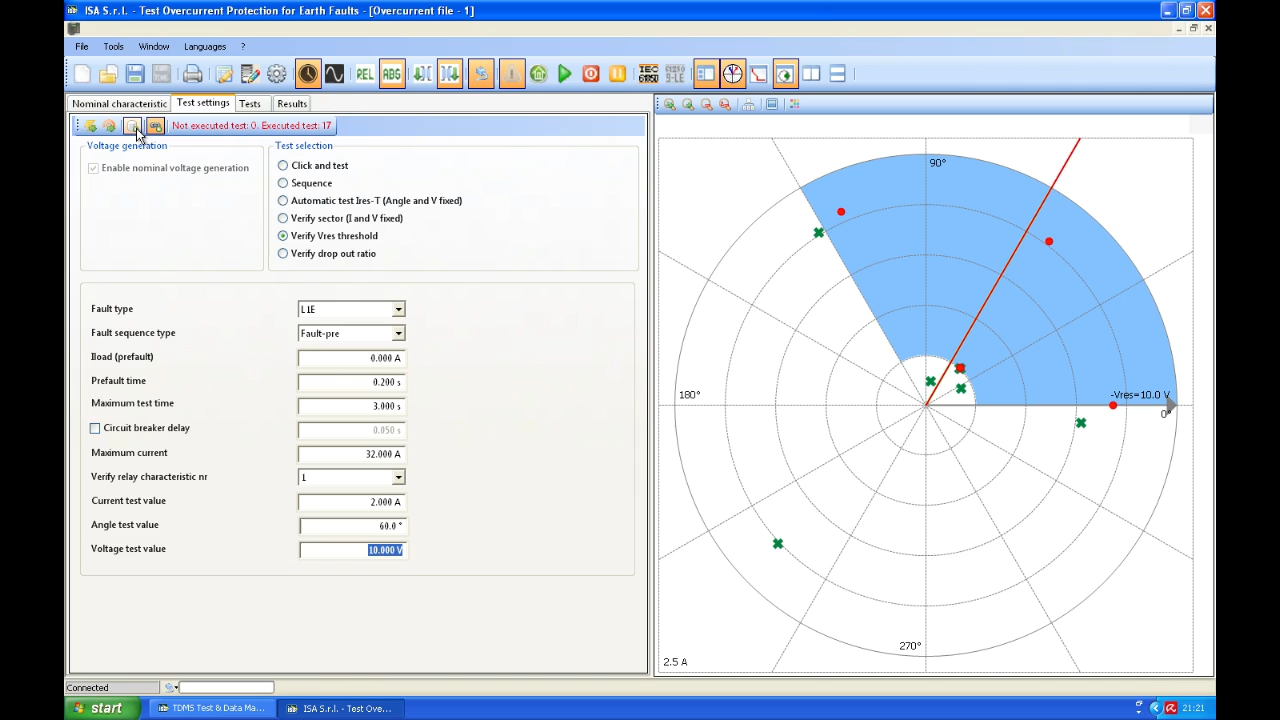 ISA S.r.l. - Test Overcurrent Protection for Earth Faults - [Overcurrent file - 1]
File Tools Window Languages ?
REL ABS IEC 61850
Nominal characteristic Test settings Tests Results
Not executed test: 0. Executed test: 17
Voltage generation
Enable nominal voltage generation
Test selection
Click and test
Sequence
Automatic test Ires-T (Angle and V fixed)
Verify sector (I and V fixed)
Verify Vres threshold
Verify drop out ratio
Fault type L1E
Fault sequence type Fault-pre
Iload (prefault) 0.000 A
Prefault time 0.200 s
Maximum test time 3.000 s
Circuit breaker delay 0.050 s
Maximum current 32.000 A
Verify relay characteristic nr 1
Current test value 2.000 A
Angle test value 60.0 °
Voltage test value 10.000 V
90°
180°
-Vres=10.0 V
0°
270°
2.5 A
Connected
start TDMS Test & Data Ma... ISA S.r.l. - Test Ove... 21:21